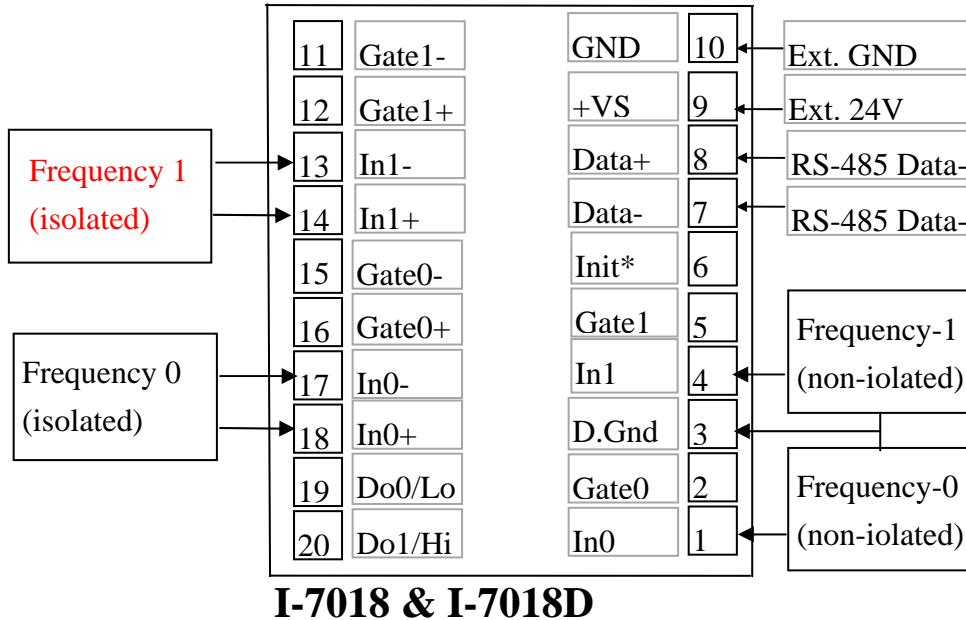 11 Gate1-
12 Gate1+
13 In1-
14 In1+
15 Gate0-
16 Gate0+
17 In0-
18 In0+
19 Do0/Lo
20 Do1/Hi
Frequency 1
(isolated)
Frequency 0
(isolated)
GND 10
+VS 9
Data+ 8
Data- 7
Init* 6
Gate1 5
In1 4
D.Gnd 3
Gate0 2
In0 1
Ext. GND
Ext. 24V
RS-485 Data-
RS-485 Data-
Frequency-1
(non-iolated)
Frequency-0
(non-iolated)
I-7018 & I-7018D